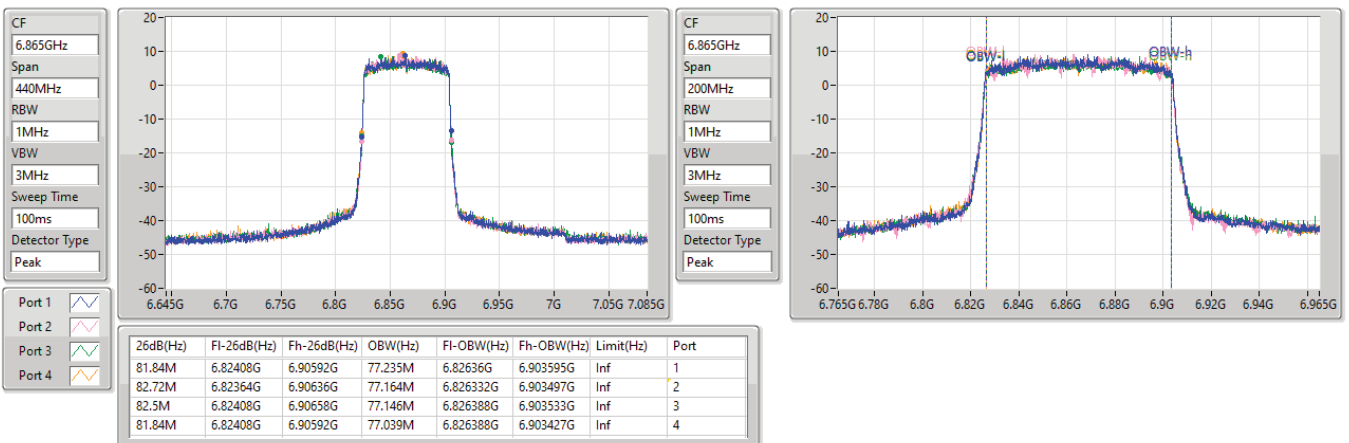 CF
6.865GHz
Span
440MHz
RBW
1MHz
VBW
3MHz
Sweep Time
100ms
Detector Type
Peak
20
10
0
-10
-20
-30
-40
-50
-60
6.645G 6.7G 6.75G 6.8G 6.85G 6.9G 6.95G 7G 7.05G 7.085G
CF
6.865GHz
Span
200MHz
RBW
1MHz
VBW
3MHz
Sweep Time
100ms
Detector Type
Peak
20
10
0
-10
-20
-30
-40
-50
-60
OBW-l OBW-h
6.765G 6.78G 6.8G 6.82G 6.84G 6.86G 6.88G 6.9G 6.92G 6.94G 6.965G
Port 1
Port 2
Port 3
Port 4
26dB(Hz) Fl-26dB(Hz) Fh-26dB(Hz) OBW(Hz) Fl-OBW(Hz) Fh-OBW(Hz) Limit(Hz) Port
81.84M 6.82408G 6.90592G 77.235M 6.82636G 6.903595G Inf 1
82.72M 6.82364G 6.90636G 77.164M 6.826332G 6.903497G Inf 2
82.5M 6.82408G 6.90658G 77.146M 6.826388G 6.903533G Inf 3
81.84M 6.82408G 6.90592G 77.039M 6.826388G 6.903427G Inf 4